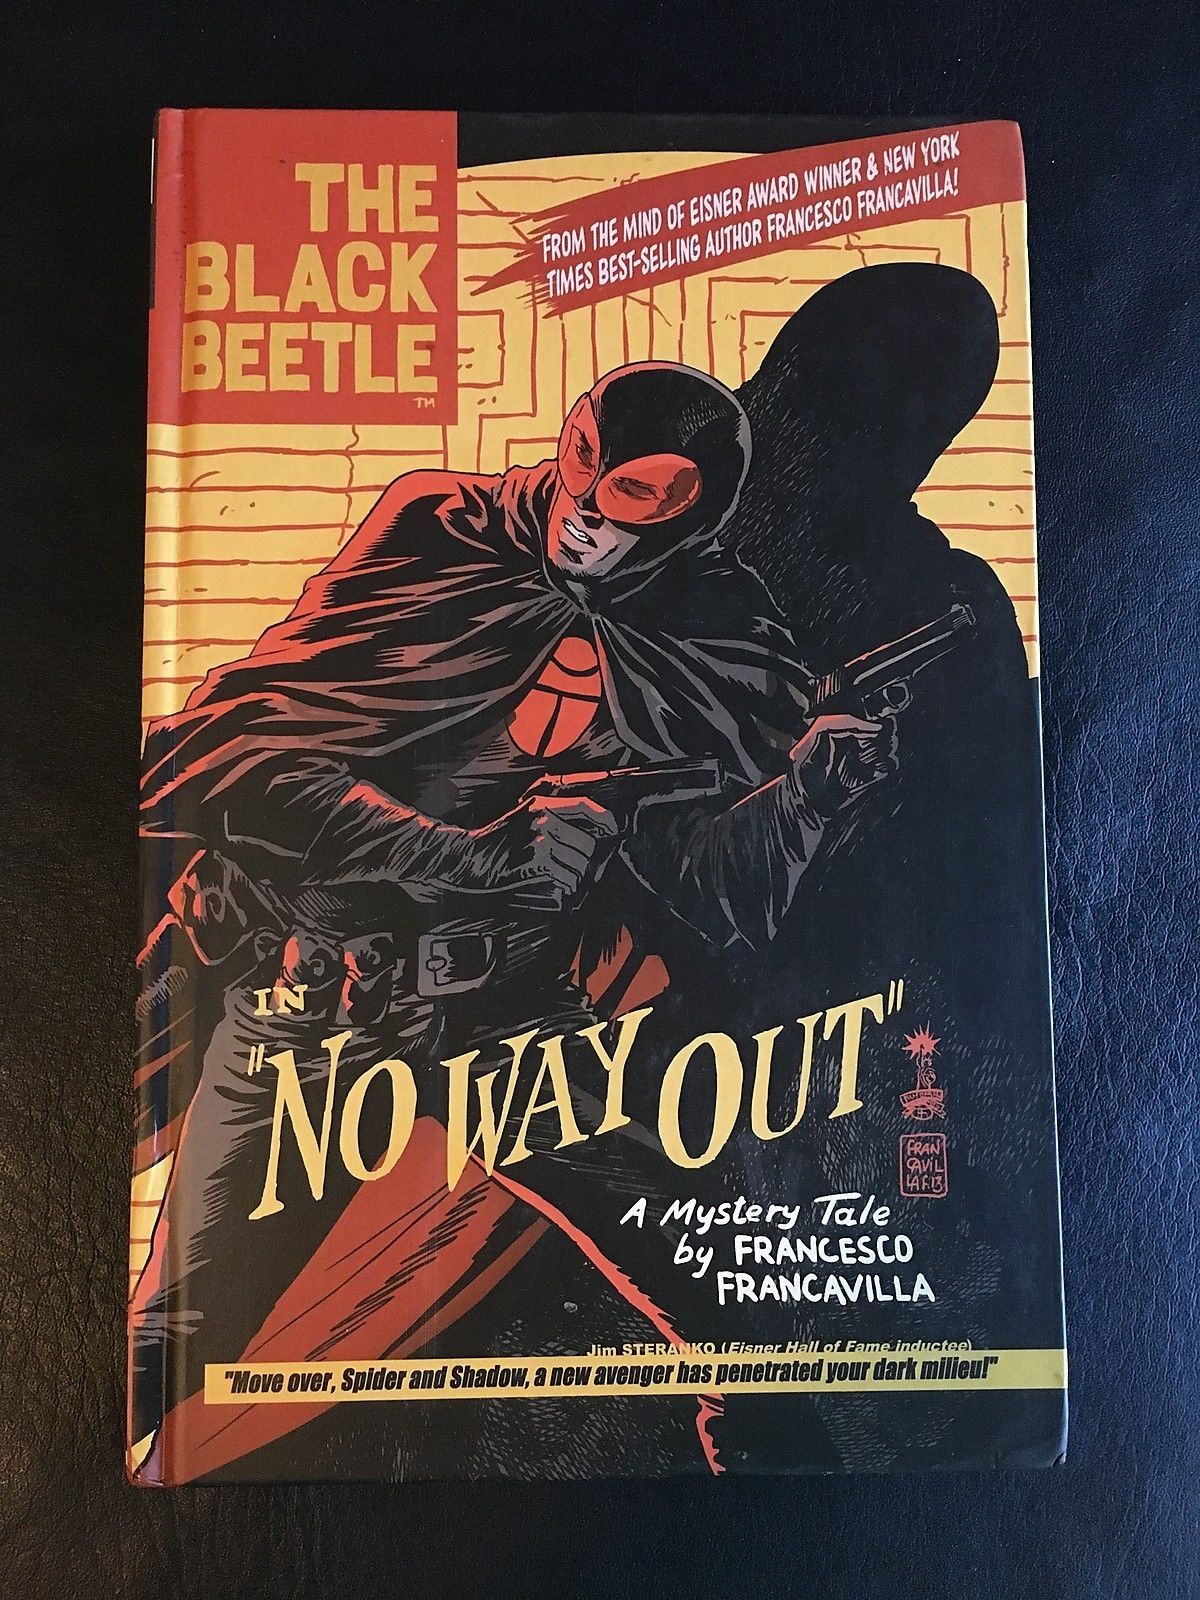 THE
BLACK
BEETLE
TM
FROM THE MIND OF EISNER AWARD WINNER & NEW YORK
TIMES BEST-SELLING AUTHOR FRANCESCO FRANCAVILLA!
IN
"NO WAY OUT"
FRAN
CAVIL
LA F.13
A Mystery Tale
by FRANCESCO
FRANCAVILLA
Jim STERANKO (Eisner Hall of Fame inductee)
"Move over, Spider and Shadow, a new avenger has penetrated your dark milieu!"